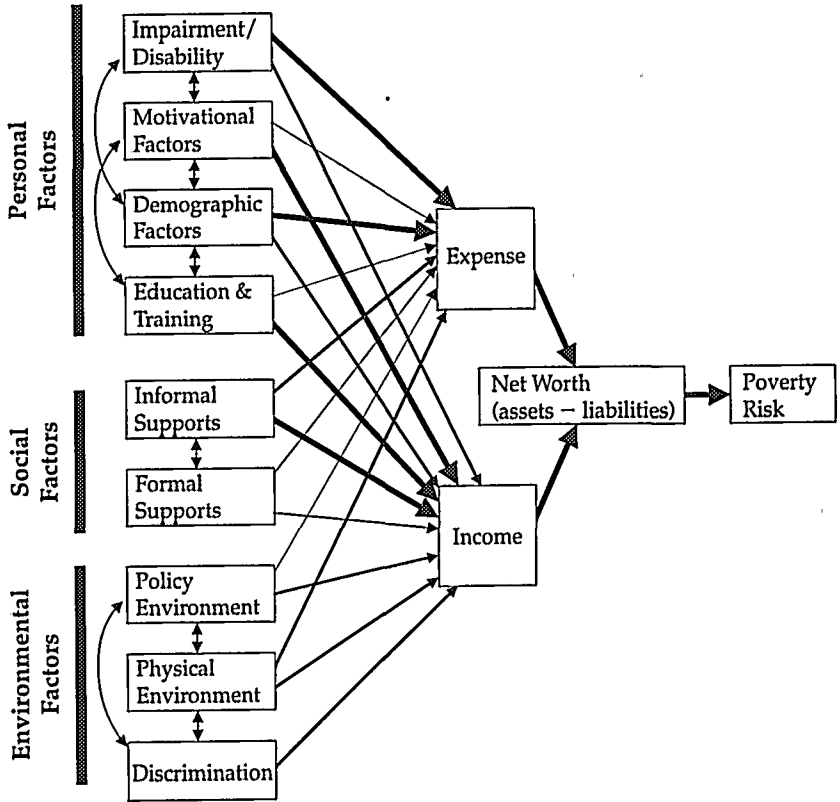 Personal
Factors
Impairment/
Disability
Motivational
Factors
Demographic
Factors
Education &
Training
Social
Factors
Informal
Supports
Formal
Supports
Environmental
Factors
Policy
Environment
Physical
Environment
Discrimination
Expense
Income
Net Worth
(assets – liabilities)
Poverty
Risk